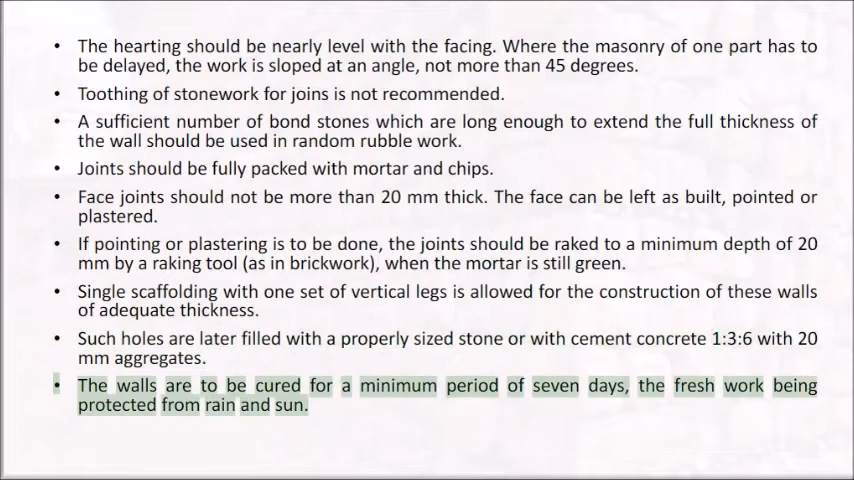 • The hearting should be nearly level with the facing. Where the masonry of one part has to
be delayed, the work is sloped at an angle, not more than 45 degrees.
• Toothing of stonework for joins is not recommended.
• A sufficient number of bond stones which are long enough to extend the full thickness of
the wall should be used in random rubble work.
• Joints should be fully packed with mortar and chips.
• Face joints should not be more than 20 mm thick. The face can be left as built, pointed or
plastered.
• If pointing or plastering is to be done, the joints should be raked to a minimum depth of 20
mm by a raking tool (as in brickwork), when the mortar is still green.
• Single scaffolding with one set of vertical legs is allowed for the construction of these walls
of adequate thickness.
• Such holes are later filled with a properly sized stone or with cement concrete 1:3:6 with 20
mm aggregates.
• The walls are to be cured for a minimum period of seven days, the fresh work being
protected from rain and sun.